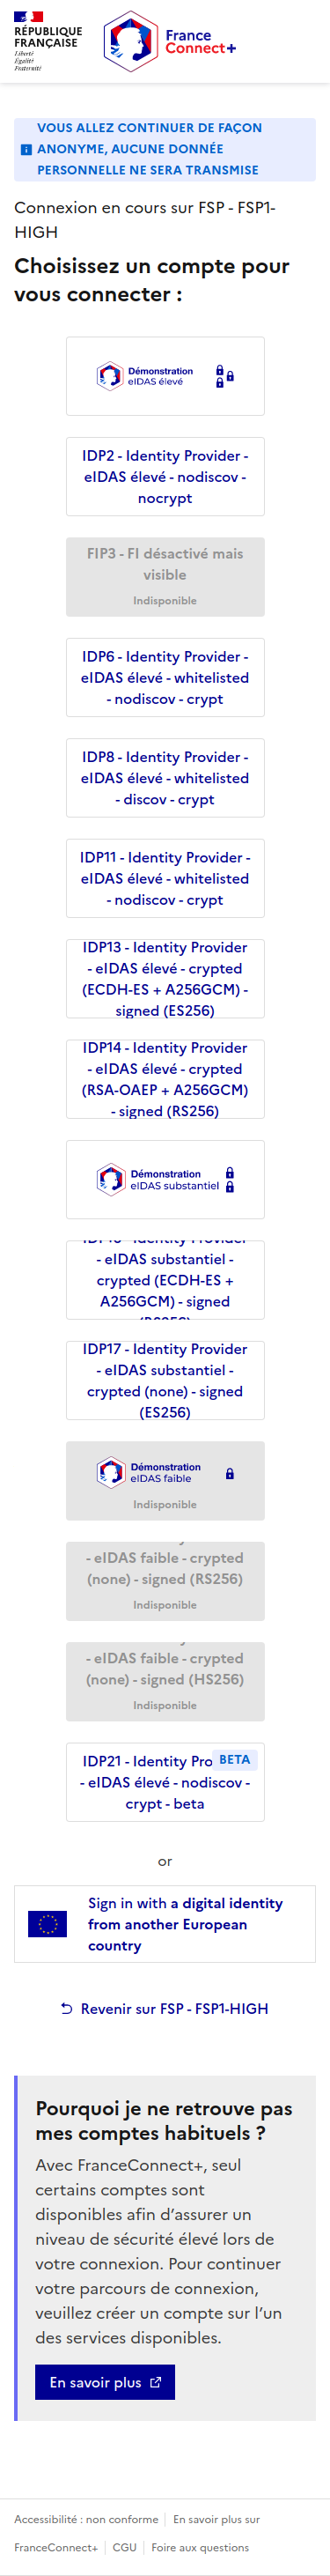 RÉPUBLIQUE
FRANÇAISE
Liberté
Égalité
Fraternité
France
Connect+
VOUS ALLEZ CONTINUER DE FAÇON
ANONYME, AUCUNE DONNÉE
PERSONNELLE NE SERA TRANSMISE
Connexion en cours sur FSP - FSP1-
HIGH
Choisissez un compte pour
vous connecter :
Démonstration
eIDAS élevé
IDP2 - Identity Provider -
eIDAS élevé - nodiscov -
nocrypt
FIP3 - FI désactivé mais
visible
Indisponible
IDP6 - Identity Provider -
eIDAS élevé - whitelisted
- nodiscov - crypt
IDP8 - Identity Provider -
eIDAS élevé - whitelisted
- discov - crypt
IDP11 - Identity Provider -
eIDAS élevé - whitelisted
- nodiscov - crypt
IDP13 - Identity Provider
- eIDAS élevé - crypted
(ECDH-ES + A256GCM) -
signed (ES256)
IDP14 - Identity Provider
- eIDAS élevé - crypted
(RSA-OAEP + A256GCM)
- signed (RS256)
Démonstration
eIDAS substantiel
- eIDAS substantiel -
crypted (ECDH-ES +
A256GCM) - signed
IDP17 - Identity Provider
- eIDAS substantiel -
crypted (none) - signed
(ES256)
Démonstration
eIDAS faible
Indisponible
- eIDAS faible - crypted
(none) - signed (RS256)
Indisponible
- eIDAS faible - crypted
(none) - signed (HS256)
Indisponible
IDP21 - Identity Pro BETA
- eIDAS élevé - nodiscov -
crypt - beta
or
Sign in with a digital identity
from another European
country
Revenir sur FSP - FSP1-HIGH
Pourquoi je ne retrouve pas
mes comptes habituels ?
Avec FranceConnect+, seul
certains comptes sont
disponibles afin d’assurer un
niveau de sécurité élevé lors de
votre connexion. Pour continuer
votre parcours de connexion,
veuillez créer un compte sur l’un
des services disponibles.
En savoir plus
Accessibilité : non conforme
En savoir plus sur
FranceConnect+
CGU
Foire aux questions